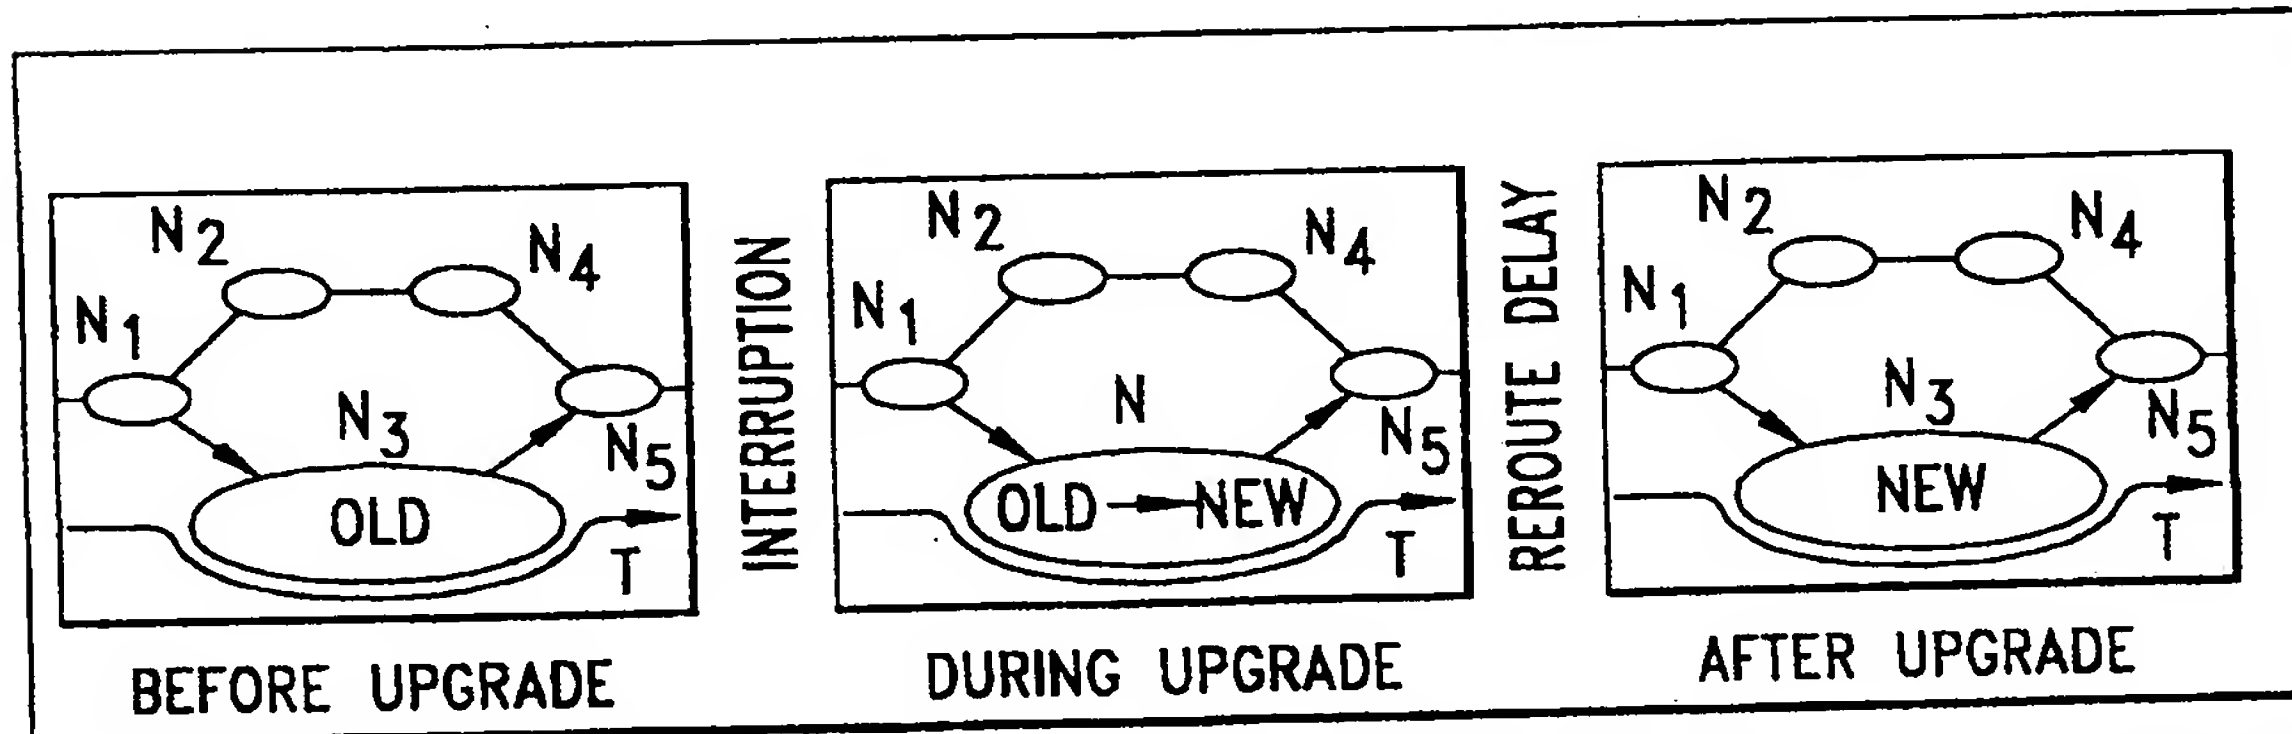 N2
N4
N1
N3
N5
OLD
T
BEFORE UPGRADE
INTERRUPTION
N2
N4
N1
N
N5
OLD NEW
T
DURING UPGRADE
REROUTE DELAY
N2
N4
N1
N3
N5
NEW
T
AFTER UPGRADE